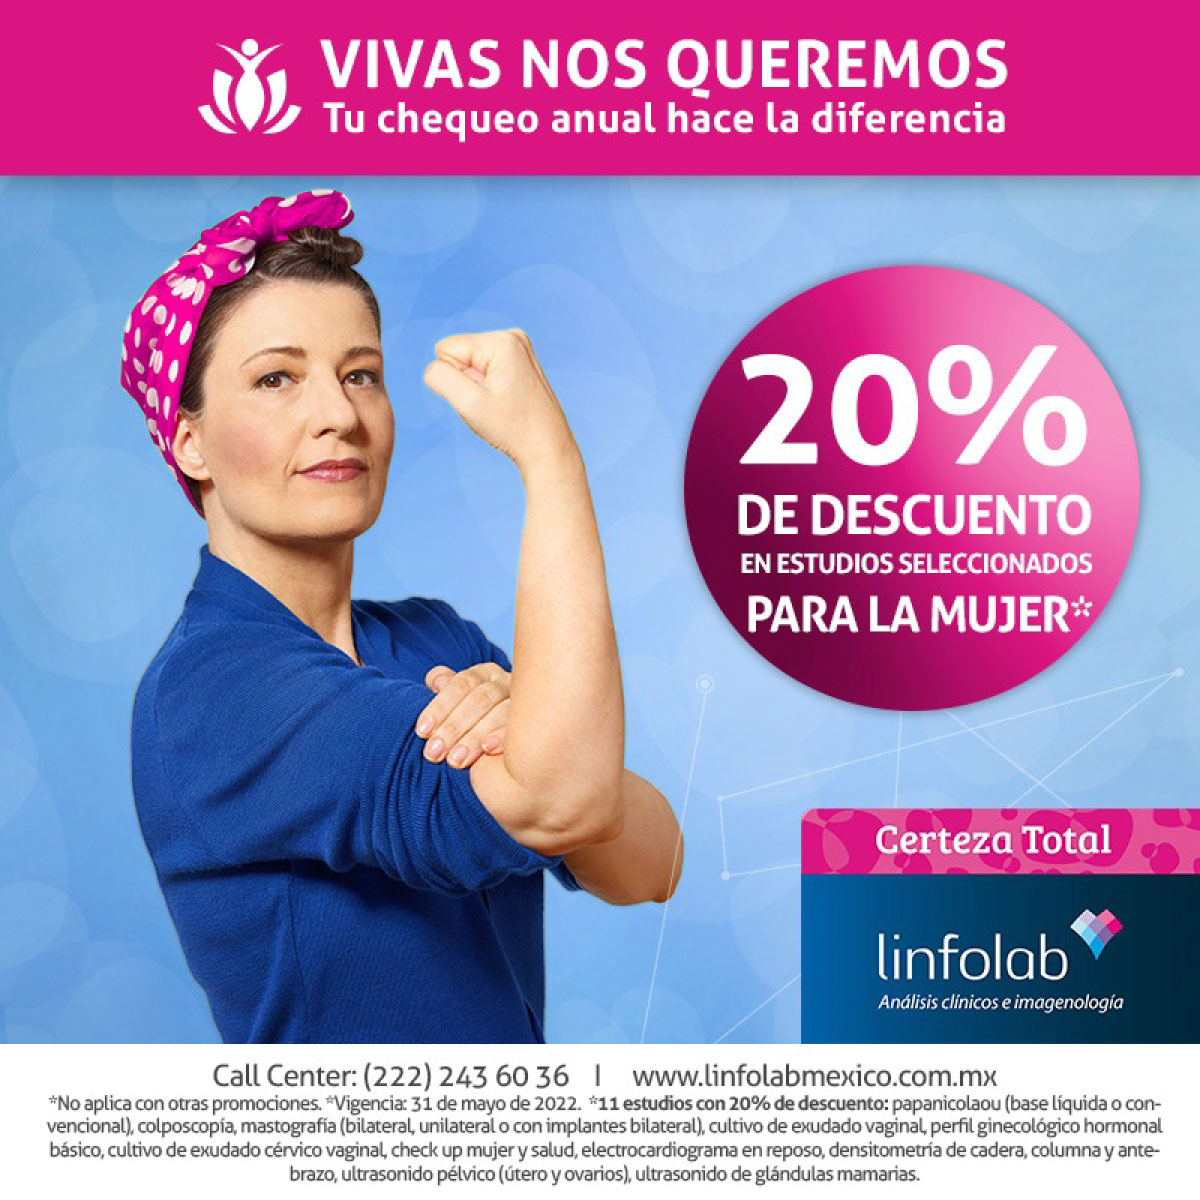 VIVAS NOS QUEREMOS
Tu chequeo anual hace la diferencia
20%
DE DESCUENTO
EN ESTUDIOS SELECCIONADOS
PARA LA MUJER*
Certeza Total
linfolab
Análisis clínicos e imagenología
Call Center: (222) 243 60 36 | www.linfolabmexico.com.mx
*No aplica con otras promociones. *Vigencia: 31 de mayo de 2022. *11 estudios con 20% de descuento: papanicolaou (base líquida o con-
vencional), colposcopía, mastografía (bilateral, unilateral o con implantes bilateral), cultivo de exudado vaginal, perfil ginecológico hormonal
básico, cultivo de exudado cérvico vaginal, check up mujer y salud, electrocardiograma en reposo, densitometría de cadera, columna y ante-
brazo, ultrasonido pélvico (útero y ovarios), ultrasonido de glándulas mamarias.